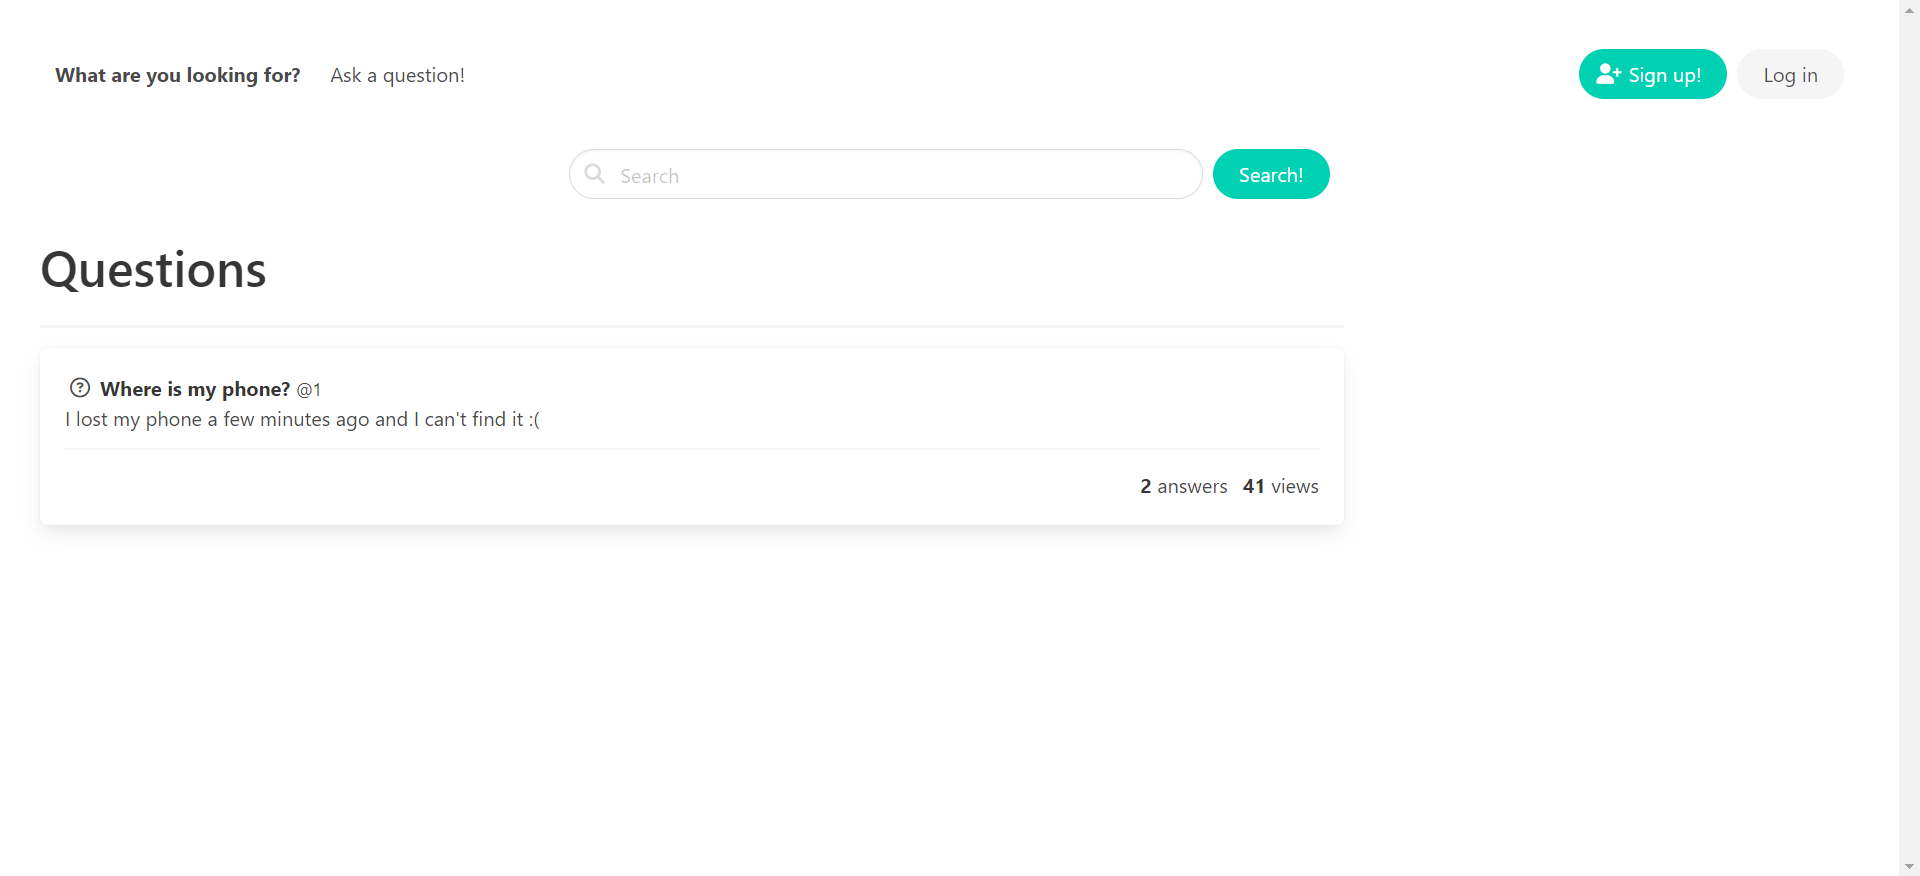 What are you looking for? Ask a question! Sign up! Log in
Search Search!
Questions
Where is my phone? @1
I lost my phone a few minutes ago and I can't find it :(
2 answers 41 views